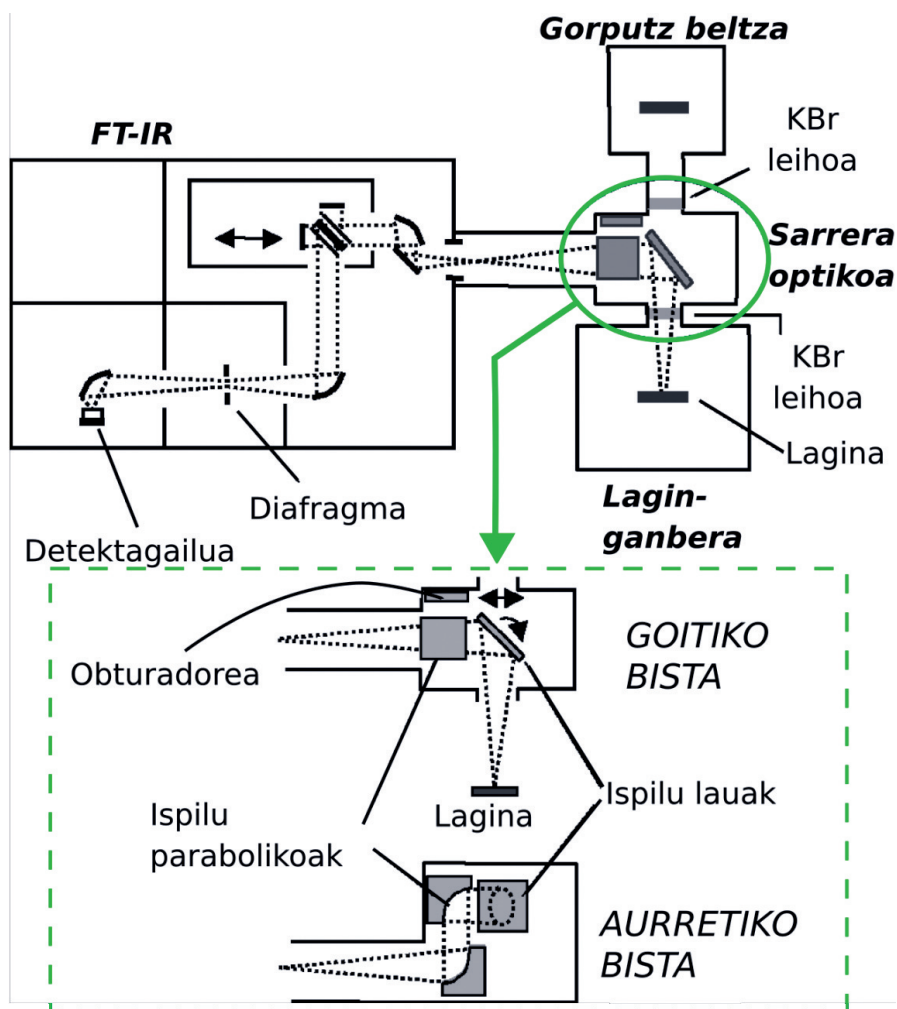 Gorputz beltza
FT-IR
KBr
leihoa
Sarrera
optikoa
KBr
leihoa
Lagina
Diafragma
Detektagailua
Lagin-
ganbera
Obturadorea
GOITIKO
BISTA
Ispilu
parabolikoak
Lagina
Ispilu lauak
AURRETIKO
BISTA